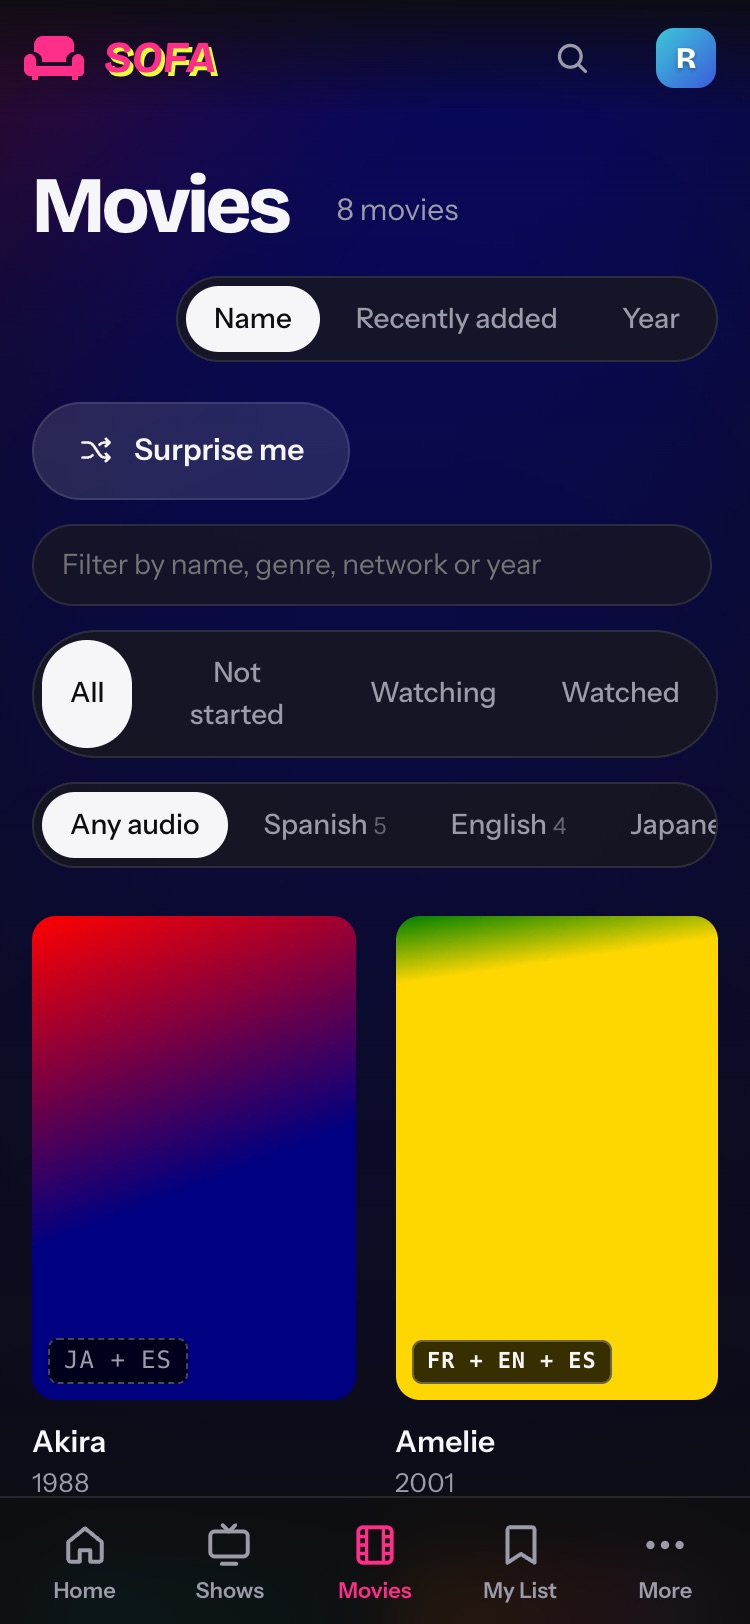 SOFA
R
Movies 8 movies
Name Recently added Year
Surprise me
Filter by name, genre, network or year
All Not started Watching Watched
Any audio Spanish 5 English 4 Japane
JA + ES
FR + EN + ES
Akira
Amelie
1988
2001
Home Shows Movies My List More